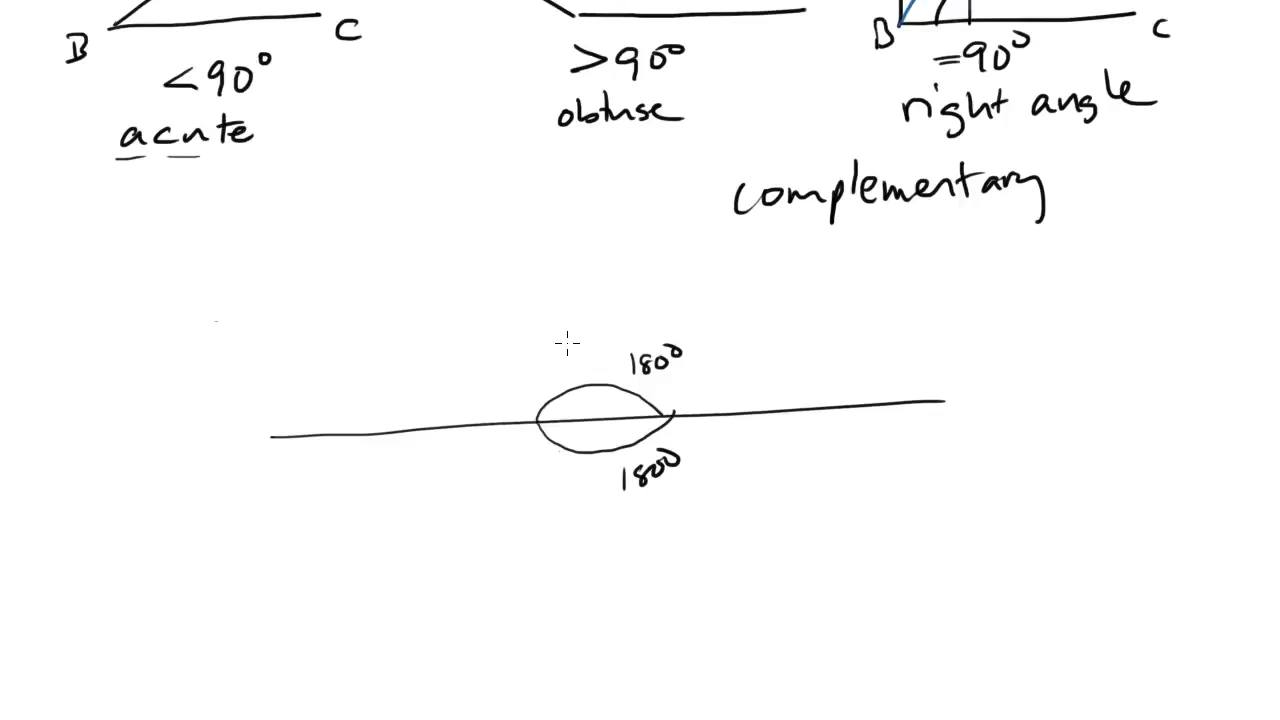 B C B C
<90° >90° =90°
acute obtuse right angle
complementary
180°
180°